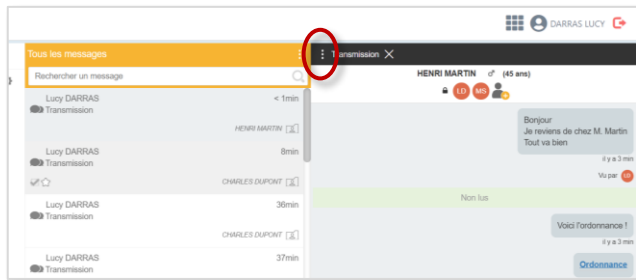 DARRAS LUCY
Tous les messages
Transmission
Rechercher un message
HENRI MARTIN (45 ans)
LD MS
Lucy DARRAS < 1min
Transmission
HENRI MARTIN
Bonjour
Je reviens de chez M. Martin
Tout va bien
il y a 3 min
Lucy DARRAS 8min
Transmission
Vu par LD
CHARLES DUPONT
Non lus
Lucy DARRAS 36min
Transmission
Voici l'ordonnance !
CHARLES DUPONT
il y a 3 min
Lucy DARRAS 37min
Transmission
Ordonnance